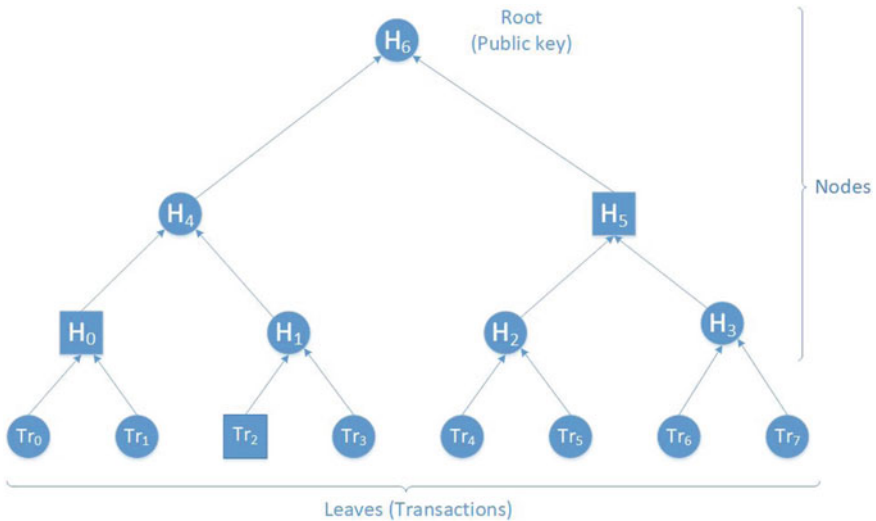 Root
(Public key)
H₆
Nodes
H₄
H₅
H₀
H₁
H₂
H₃
Tr₀
Tr₁
Tr₂
Tr₃
Tr₄
Tr₅
Tr₆
Tr₇
Leaves (Transactions)